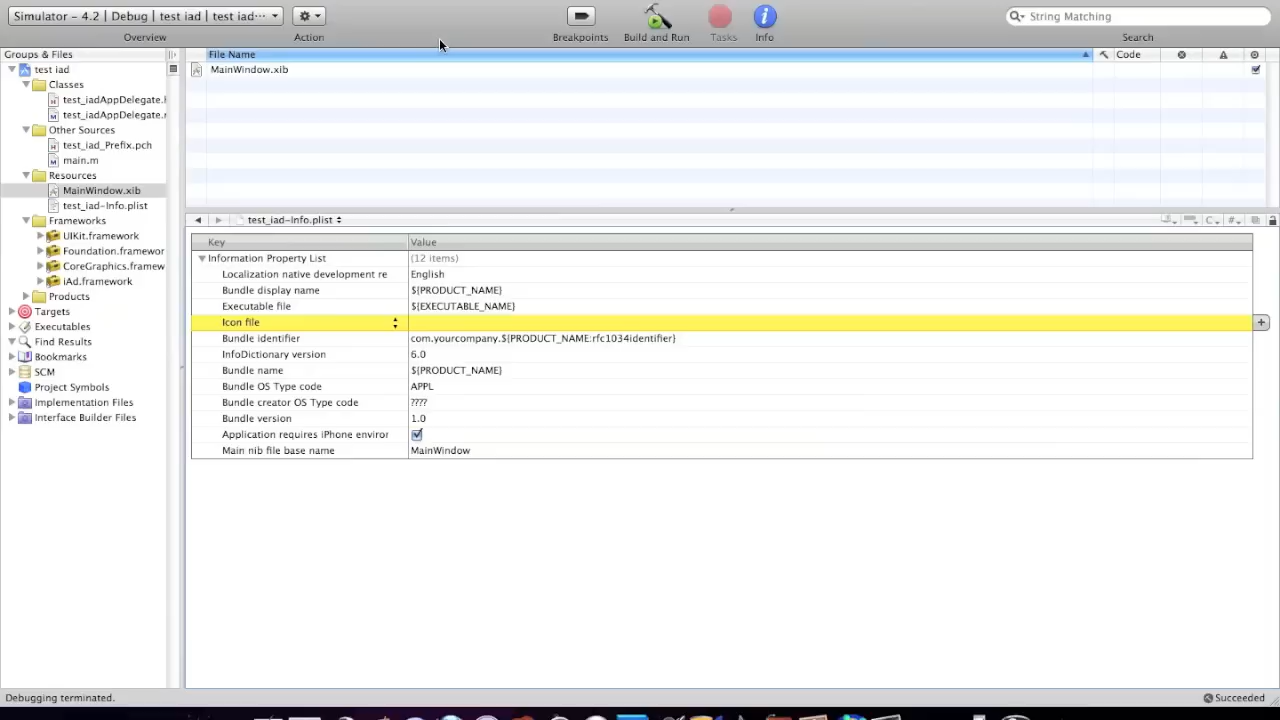 Simulator – 4.2 | Debug | test iad | test iad…
Overview
Action
Breakpoints
Build and Run
Tasks
Info
String Matching
Search
Groups & Files
test iad
Classes
test_iadAppDelegate.h
test_iadAppDelegate.m
Other Sources
test_iad_Prefix.pch
main.m
Resources
MainWindow.xib
test_iad-Info.plist
Frameworks
UIKit.framework
Foundation.framewor
CoreGraphics.framew
iAd.framework
Products
Targets
Executables
Find Results
Bookmarks
SCM
Project Symbols
Implementation Files
Interface Builder Files
File Name
Code
MainWindow.xib
test_iad-Info.plist
Key Value
Information Property List (12 items)
Localization native development re English
Bundle display name ${PRODUCT_NAME}
Executable file ${EXECUTABLE_NAME}
Icon file
Bundle identifier com.yourcompany.${PRODUCT_NAME:rfc1034identifier}
InfoDictionary version 6.0
Bundle name ${PRODUCT_NAME}
Bundle OS Type code APPL
Bundle creator OS Type code ????
Bundle version 1.0
Application requires iPhone enviror
Main nib file base name MainWindow
Debugging terminated.
Succeeded